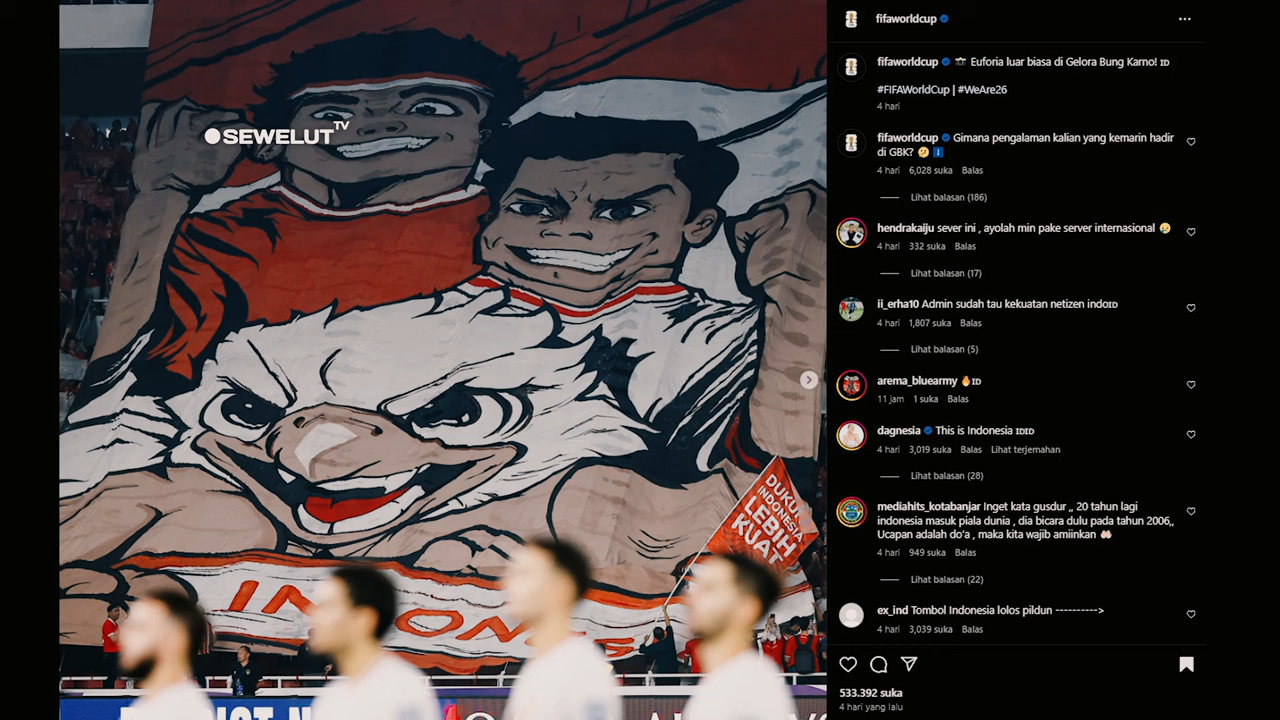 SEWELUT TV
DUKUNG
INDONESIA
LEBIH
KUAT
fifaworldcup
fifaworldcup Euforia luar biasa di Gelora Bung Karno! ID
#FIFAWorldCup | #WeAre26
4 hari
fifaworldcup Gimana pengalaman kalian yang kemarin hadir
di GBK?
4 hari 6,028 suka Balas
Lihat balasan (186)
hendrakaiju sever ini , ayolah min pake server internasional
4 hari 332 suka Balas
Lihat balasan (17)
ii_erha10 Admin sudah tau kekuatan netizen indoID
4 hari 1,807 suka Balas
Lihat balasan (5)
arema_bluearmy ID
11 jam 1 suka Balas
dagnesia This is Indonesia IDIDID
4 hari 3,019 suka Balas Lihat terjemahan
Lihat balasan (28)
mediahits_kotabanjar Inget kata gusdur ,, 20 tahun lagi
indonesia masuk piala dunia , dia bicara dulu pada tahun 2006,,
Ucapan adalah do'a , maka kita wajib amiinkan
4 hari 949 suka Balas
Lihat balasan (22)
ex_ind Tombol Indonesia lolos pildun ---------->
4 hari 3,039 suka Balas
533.392 suka
4 hari yang lalu